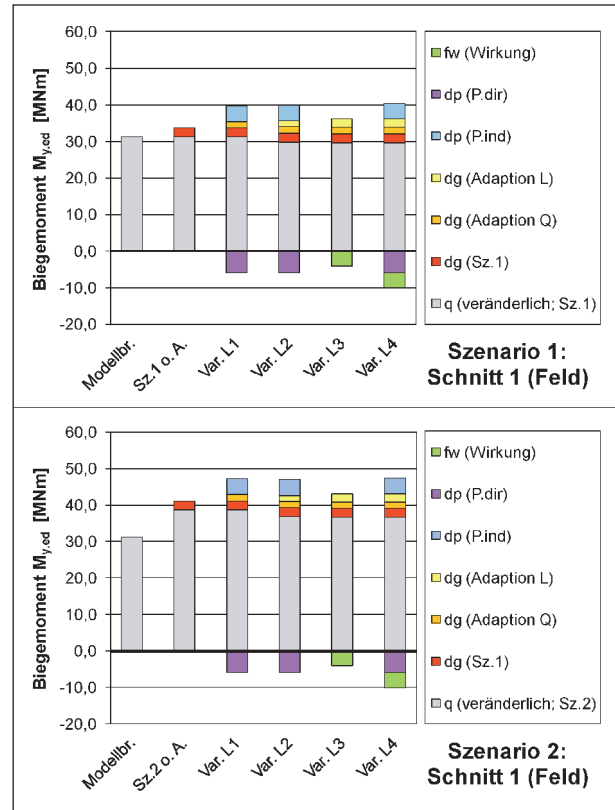 60,0
50,0
40,0
30,0
20,0
10,0
0,0
-10,0
-20,0
Biegemoment My,ed [MNm]
Modellbr.
Sz.1 o. A.
Var. L1
Var. L2
Var. L3
Var. L4
fw (Wirkung)
dp (P.dir)
dp (P.ind)
dg (Adaption L)
dg (Adaption Q)
dg (Sz.1)
q (veränderlich; Sz.1)
Szenario 1:
Schnitt 1 (Feld)
60,0
50,0
40,0
30,0
20,0
10,0
0,0
-10,0
-20,0
Biegemoment My,ed [MNm]
Modellbr.
Sz.2 o. A.
Var. L1
Var. L2
Var. L3
Var. L4
fw (Wirkung)
dp (P.dir)
dp (P.ind)
dg (Adaption L)
dg (Adaption Q)
dg (Sz.1)
q (veränderlich; Sz.2)
Szenario 2:
Schnitt 1 (Feld)